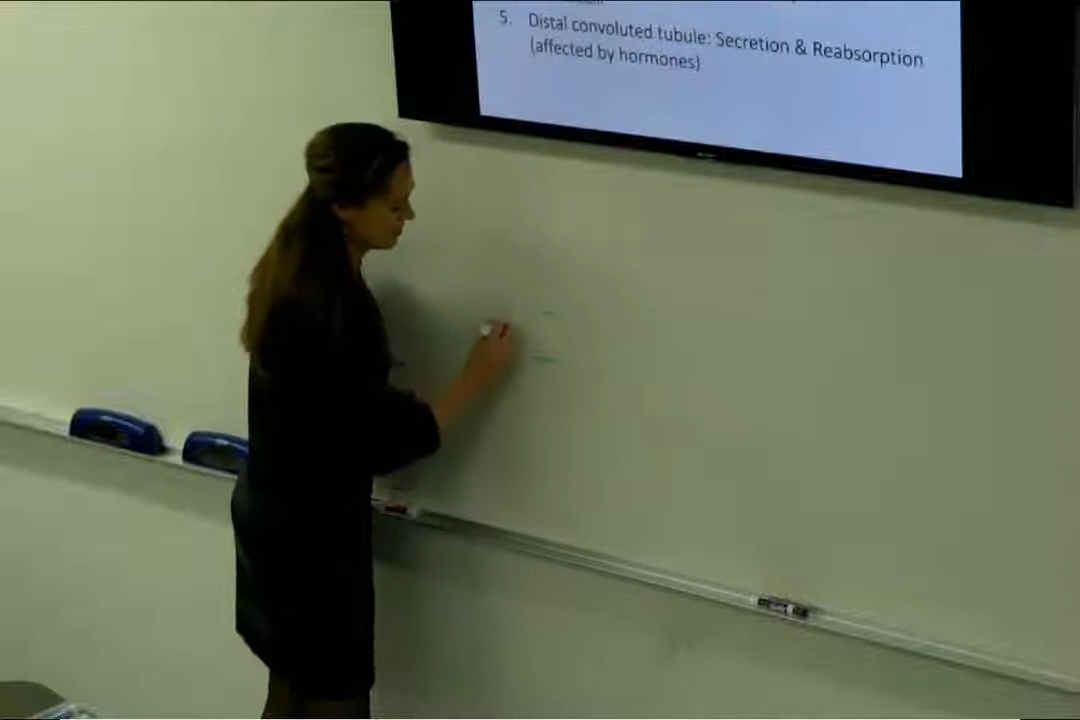 5. Distal convoluted tubule: Secretion & Reabsorption
(affected by hormones)